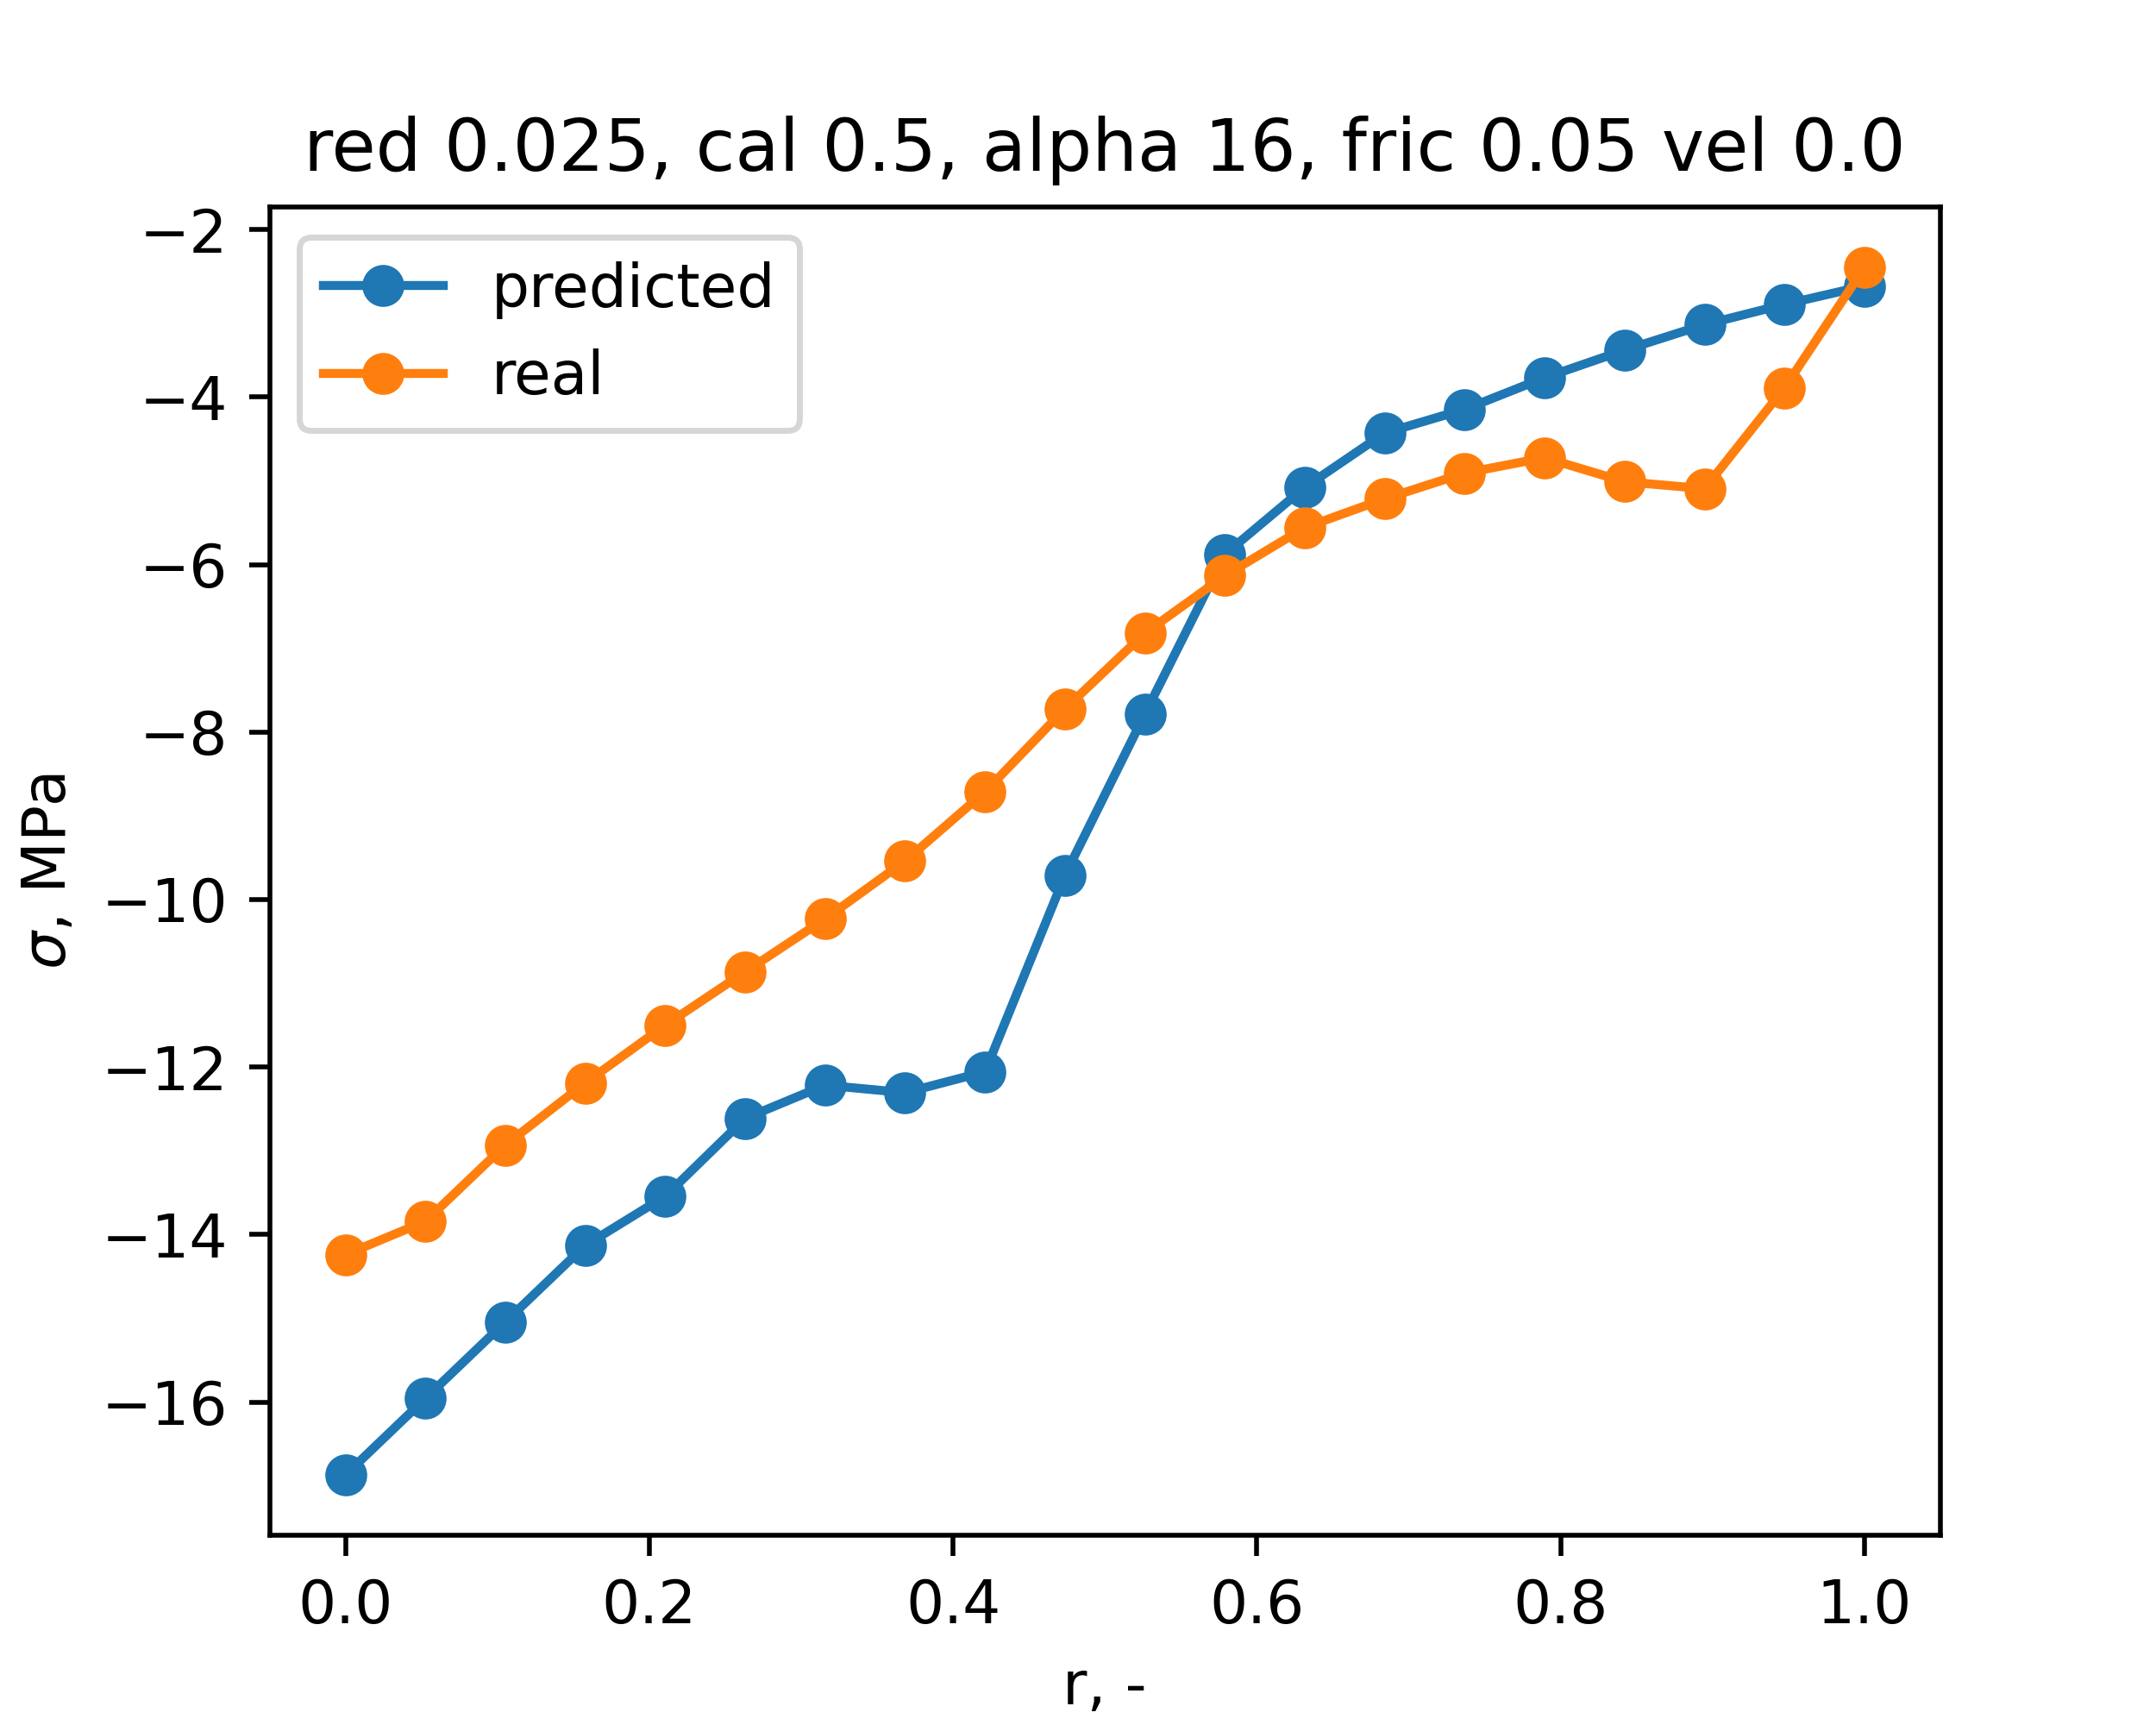 red 0.025, cal 0.5, alpha 16, fric 0.05 vel 0.0
predicted
real
−2
−4
−6
−8
−10
−12
−14
−16
σ, MPa
0.0 0.2 0.4 0.6 0.8 1.0
r, -